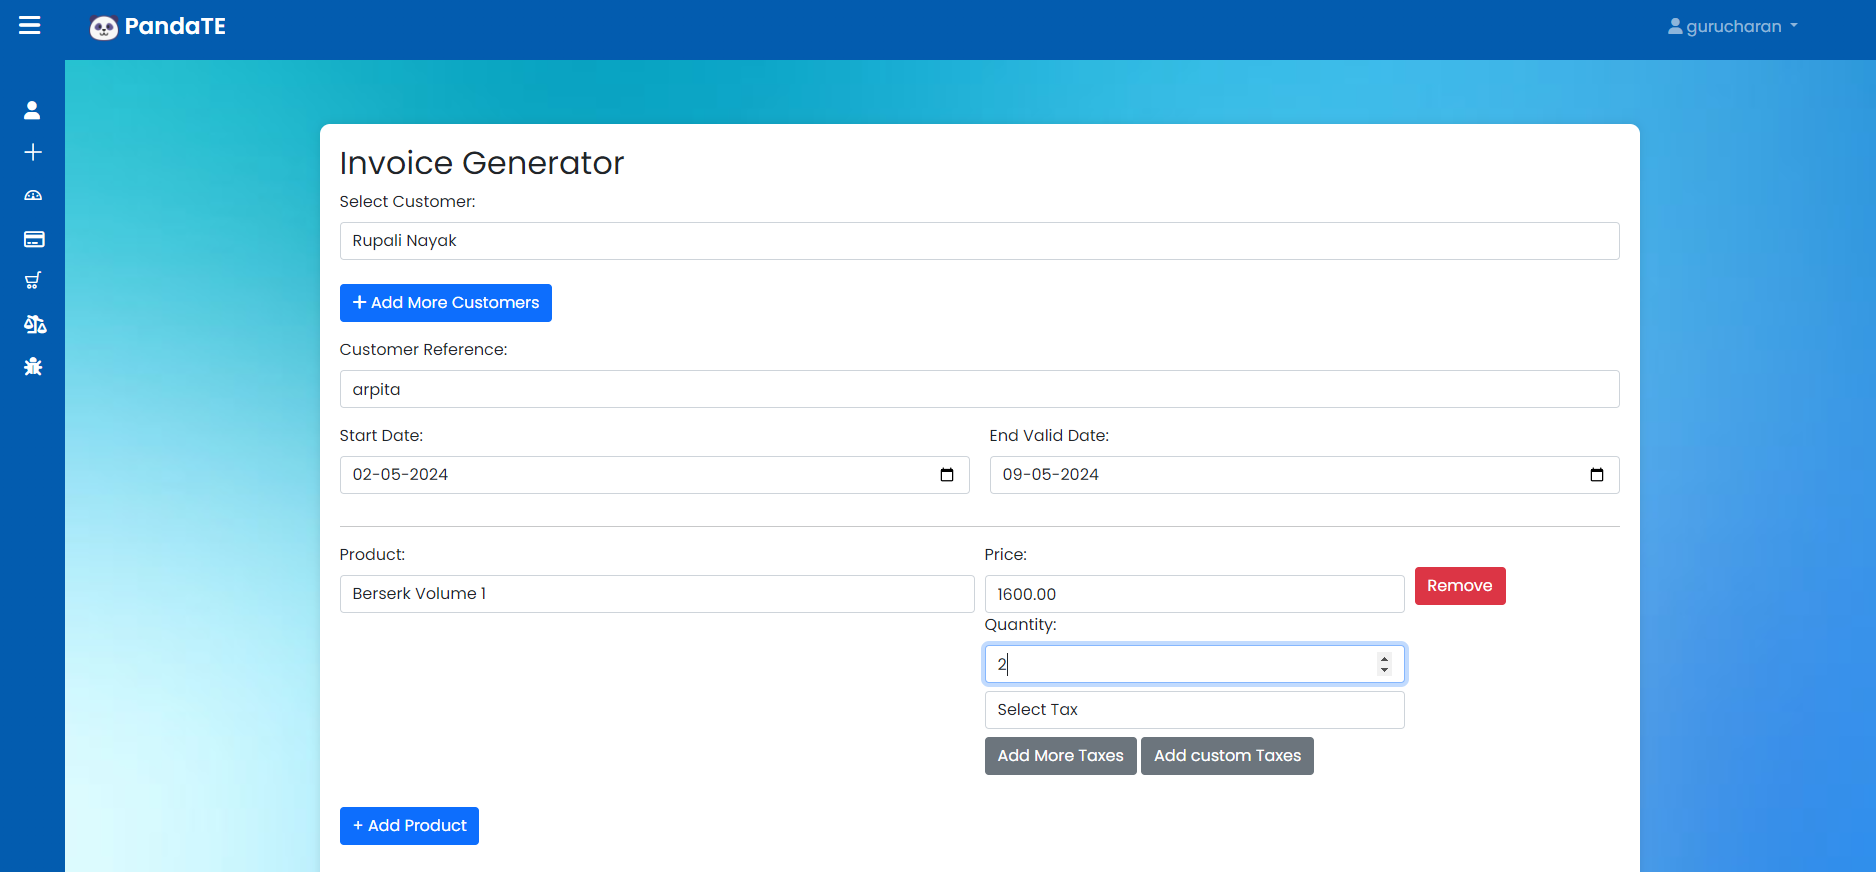 PandaTE
gurucharan
Invoice Generator
Select Customer:
Rupali Nayak
+ Add More Customers
Customer Reference:
arpita
Start Date: End Valid Date:
02-05-2024 09-05-2024
Product: Price:
Berserk Volume 1 1600.00 Remove
Quantity:
2
Select Tax
Add More Taxes Add custom Taxes
+ Add Product